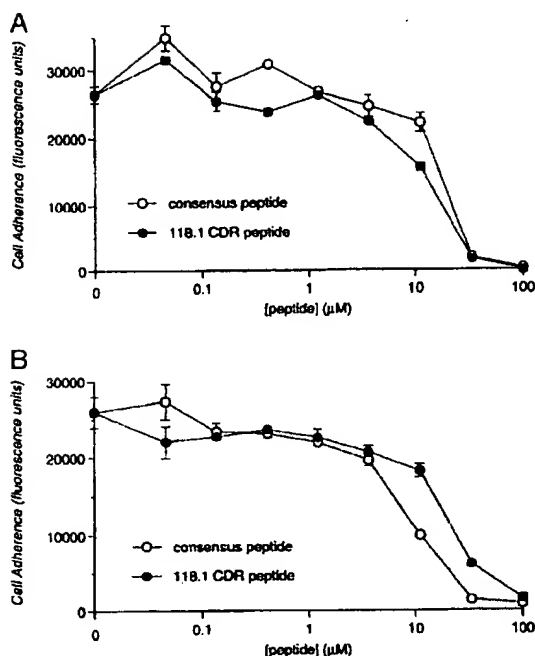 A
Cell Adherence (fluorescence units)
30000
20000
10000
0
consensus peptide
118.1 CDR peptide
0
0.1
1
10
100
[peptide] (µM)
B
Cell Adherence (fluorescence units)
30000
20000
10000
0
consensus peptide
118.1 CDR peptide
0
0.1
1
10
100
[peptide] (µM)